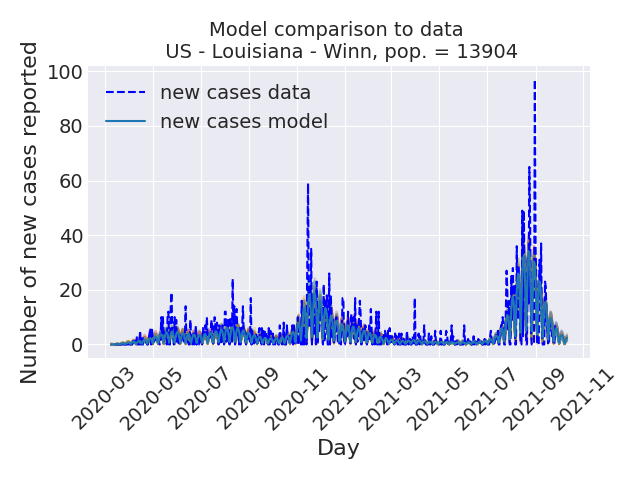 Model comparison to data
US - Louisiana - Winn, pop. = 13904
Number of new cases reported
100
80
60
40
20
0
new cases data
new cases model
2020-03
2020-05
2020-07
2020-09
2020-11
2021-01
2021-03
2021-05
2021-07
2021-09
2021-11
Day